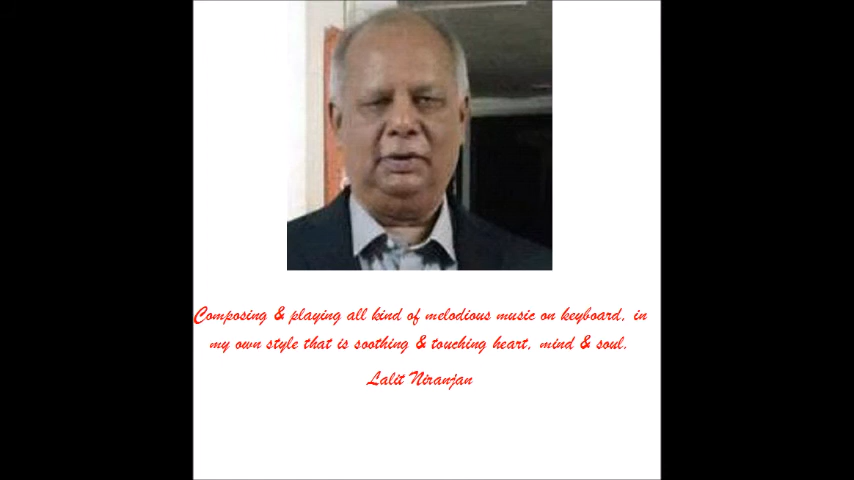 Composing & playing all kind of melodious music on keyboard, in
my own style that is soothing & touching heart, mind & soul.
Lalit Niranjan